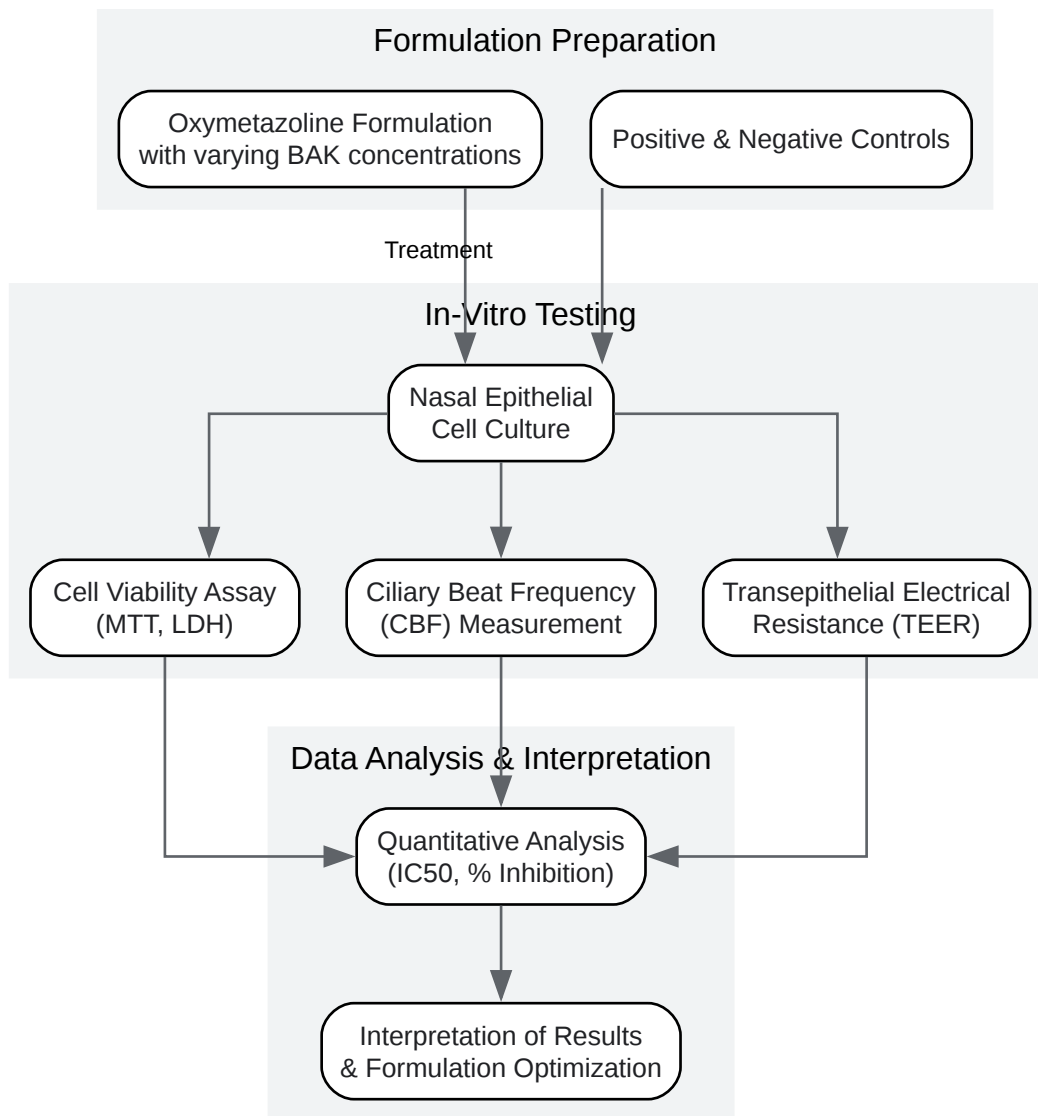 Formulation Preparation
Oxymetazoline Formulation
with varying BAK concentrations
Positive & Negative Controls
Treatment
In-Vitro Testing
Nasal Epithelial
Cell Culture
Cell Viability Assay
(MTT, LDH)
Ciliary Beat Frequency
(CBF) Measurement
Transepithelial Electrical
Resistance (TEER)
Data Analysis & Interpretation
Quantitative Analysis
(IC50, % Inhibition)
Interpretation of Results
& Formulation Optimization